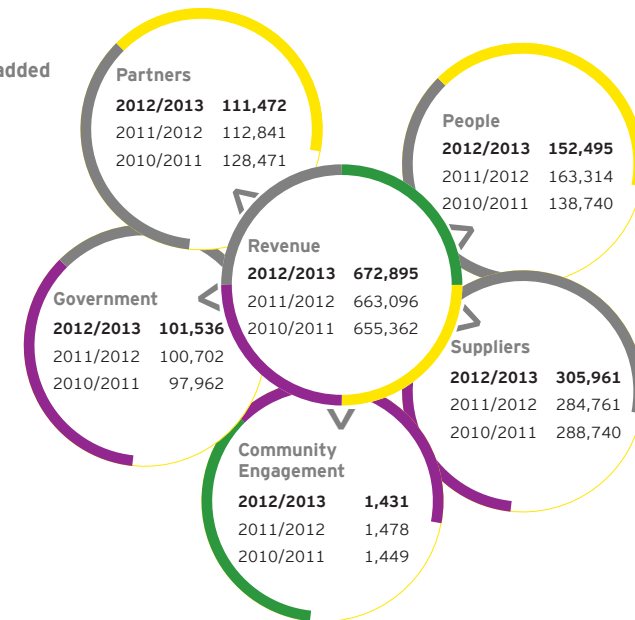 added
Partners
2012/2013 111,472
2011/2012 112,841
2010/2011 128,471
People
2012/2013 152,495
2011/2012 163,314
2010/2011 138,740
Revenue
2012/2013 672,895
2011/2012 663,096
2010/2011 655,362
Government
2012/2013 101,536
2011/2012 100,702
2010/2011 97,962
Suppliers
2012/2013 305,961
2011/2012 284,761
2010/2011 288,740
Community
Engagement
2012/2013 1,431
2011/2012 1,478
2010/2011 1,449